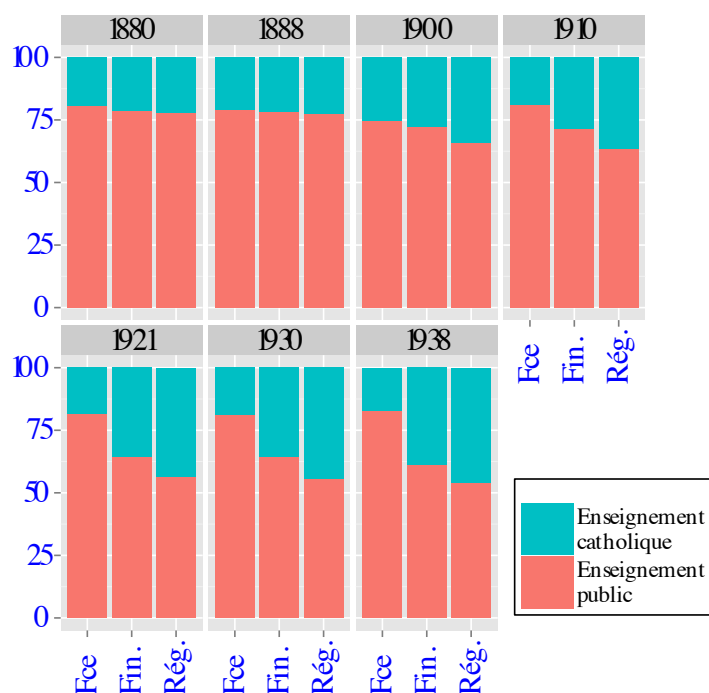 1880
1888
1900
1910
100
75
50
25
0
Fce
Fin.
Rég.
1921
1930
1938
100
75
50
25
0
Fce
Fin.
Rég.
Fce
Fin.
Rég.
Fce
Fin.
Rég.
Enseignement
catholique
Enseignement
public